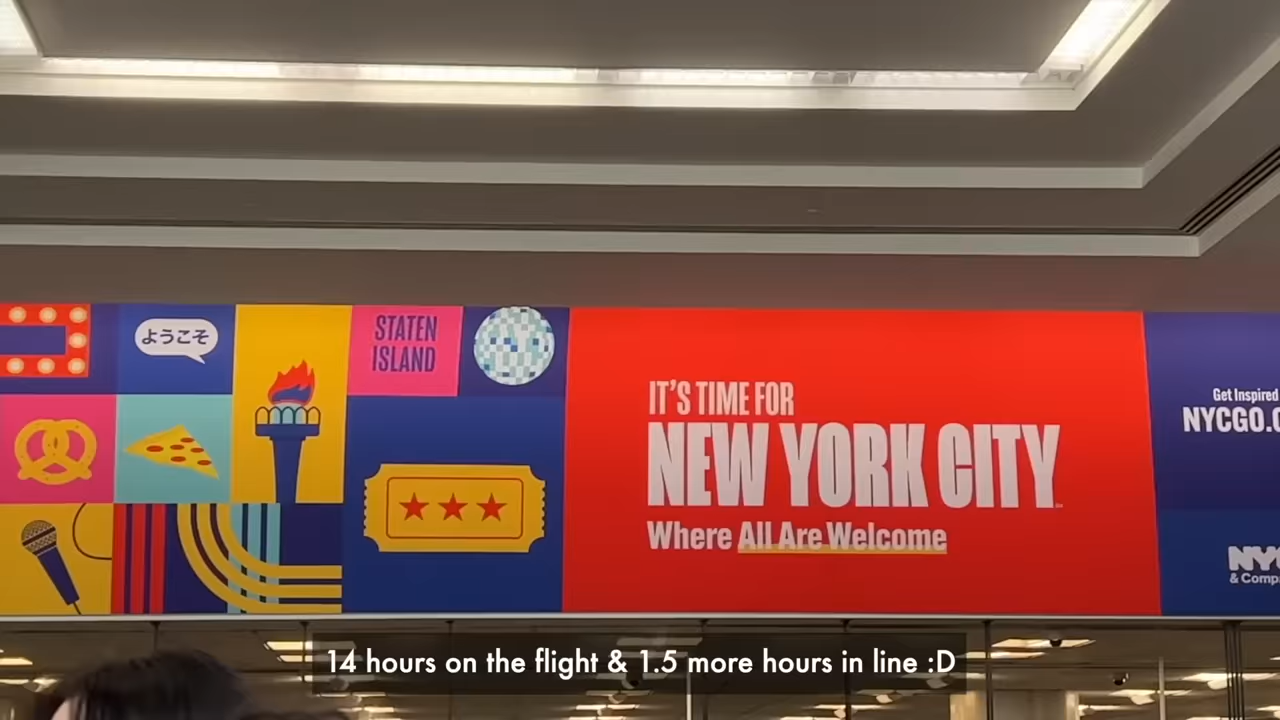 ようこそ
STATEN
ISLAND
IT'S TIME FOR
NEW YORK CITY
Where All Are Welcome
Get Inspired
NYCGO.
& Comp
14 hours on the flight & 1.5 more hours in line :D